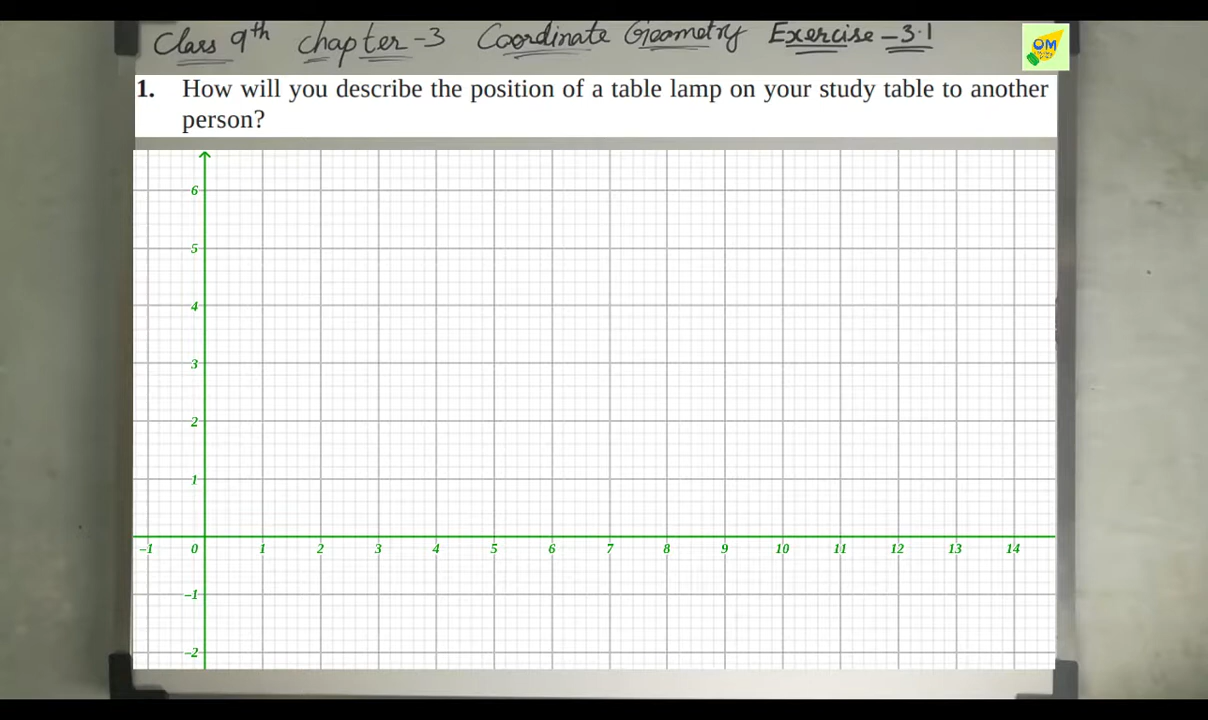 Class 9th Chapter -3 Coordinate Geometry Exercise -3.1
OM
1. How will you describe the position of a table lamp on your study table to another
person?
6
5
4
3
2
1
-1 0 1 2 3 4 5 6 7 8 9 10 11 12 13 14
-1
-2